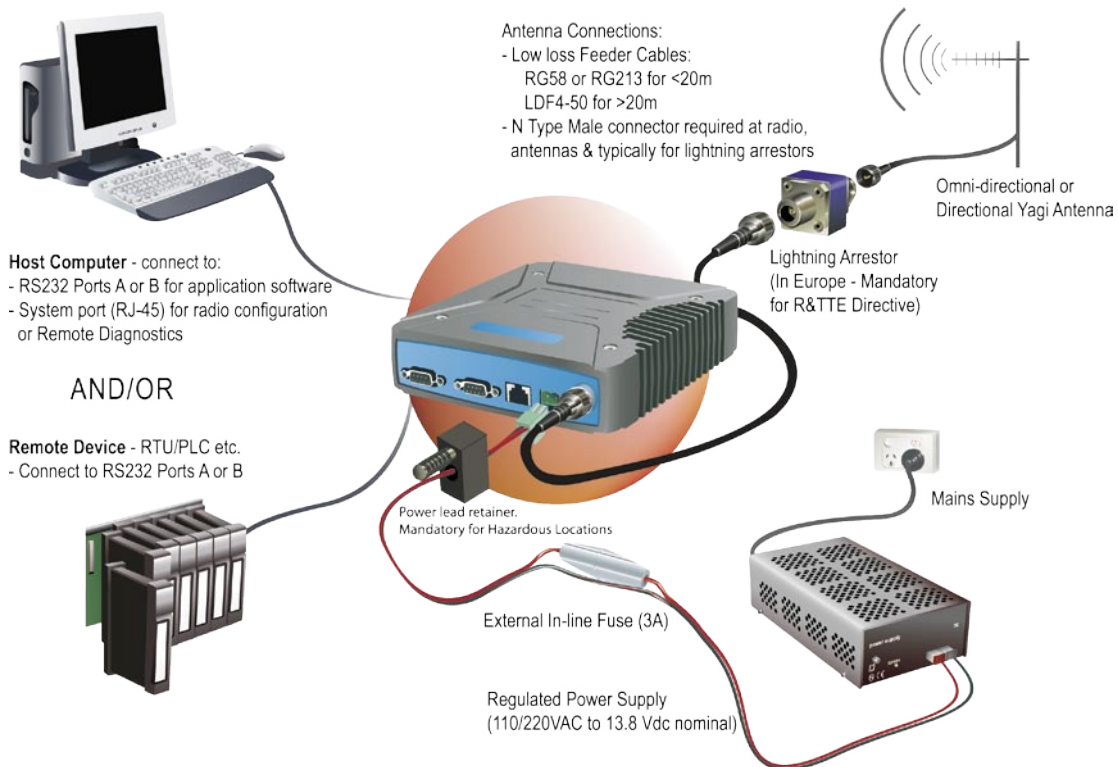 Antenna Connections:
- Low loss Feeder Cables:
RG58 or RG213 for <20m
LDF4-50 for >20m
- N Type Male connector required at radio,
antennas & typically for lightning arrestors
Omni-directional or
Directional Yagi Antenna
Lightning Arrestor
(In Europe - Mandatory
for R&TTE Directive)
Host Computer - connect to:
- RS232 Ports A or B for application software
- System port (RJ-45) for radio configuration
or Remote Diagnostics
AND/OR
Remote Device - RTU/PLC etc.
- Connect to RS232 Ports A or B
Power lead retainer.
Mandatory for Hazardous Locations
Mains Supply
External In-line Fuse (3A)
power supply
Regulated Power Supply
(110/220VAC to 13.8 Vdc nominal)